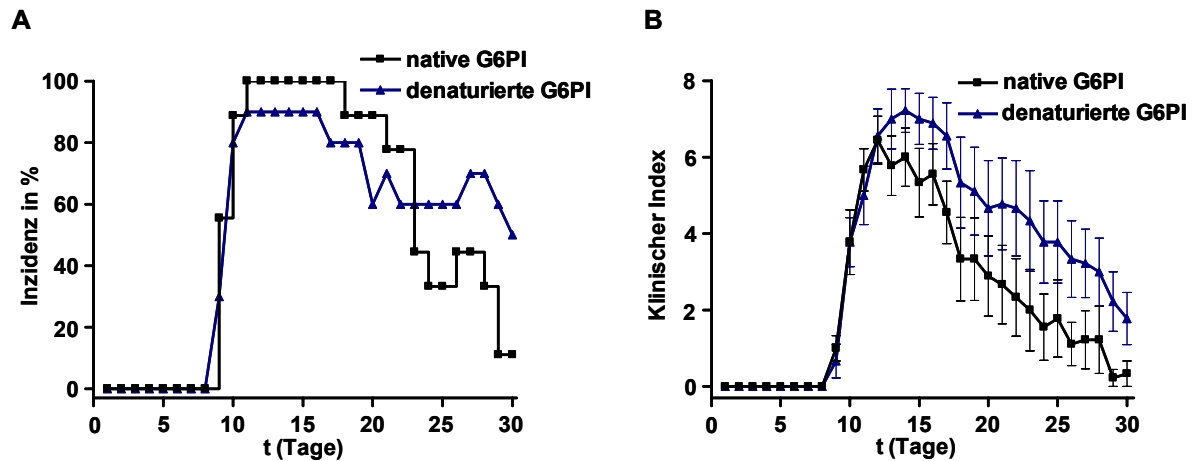 A
native G6PI
denaturierte G6PI
Inzidenz in %
100
80
60
40
20
0
0 5 10 15 20 25 30
t (Tage)
B
native G6PI
denaturierte G6PI
Klinischer Index
8
6
4
2
0
0 5 10 15 20 25 30
t (Tage)